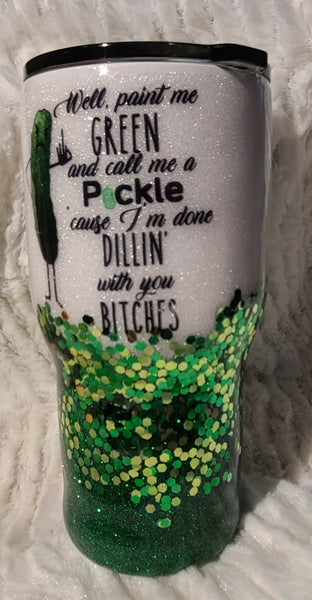 Well, paint me
GREEN
and call me a
Pickle
'cause I'm done
DILLIN'
with you
BITCHES